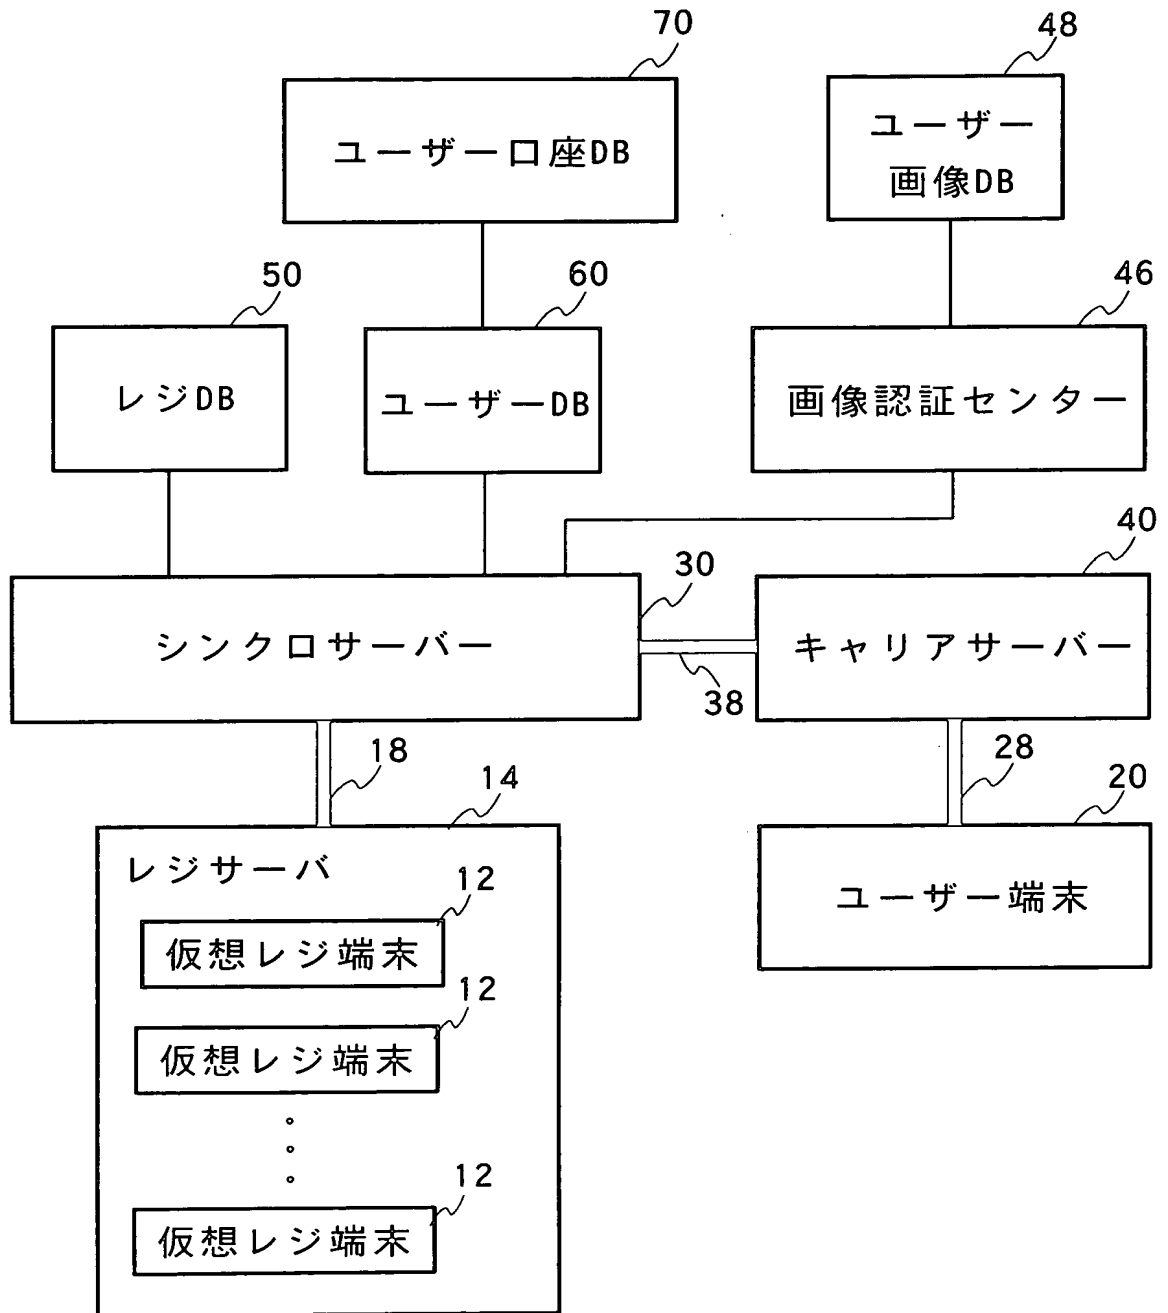 70
48
ユーザー口座DB
ユーザー
画像DB
50
60
46
レジDB
ユーザーDB
画像認証センター
40
30
シンクロサーバー
キャリアサーバー
38
18
28
14
20
レジサーバ
ユーザー端末
12
仮想レジ端末
12
仮想レジ端末
12
仮想レジ端末